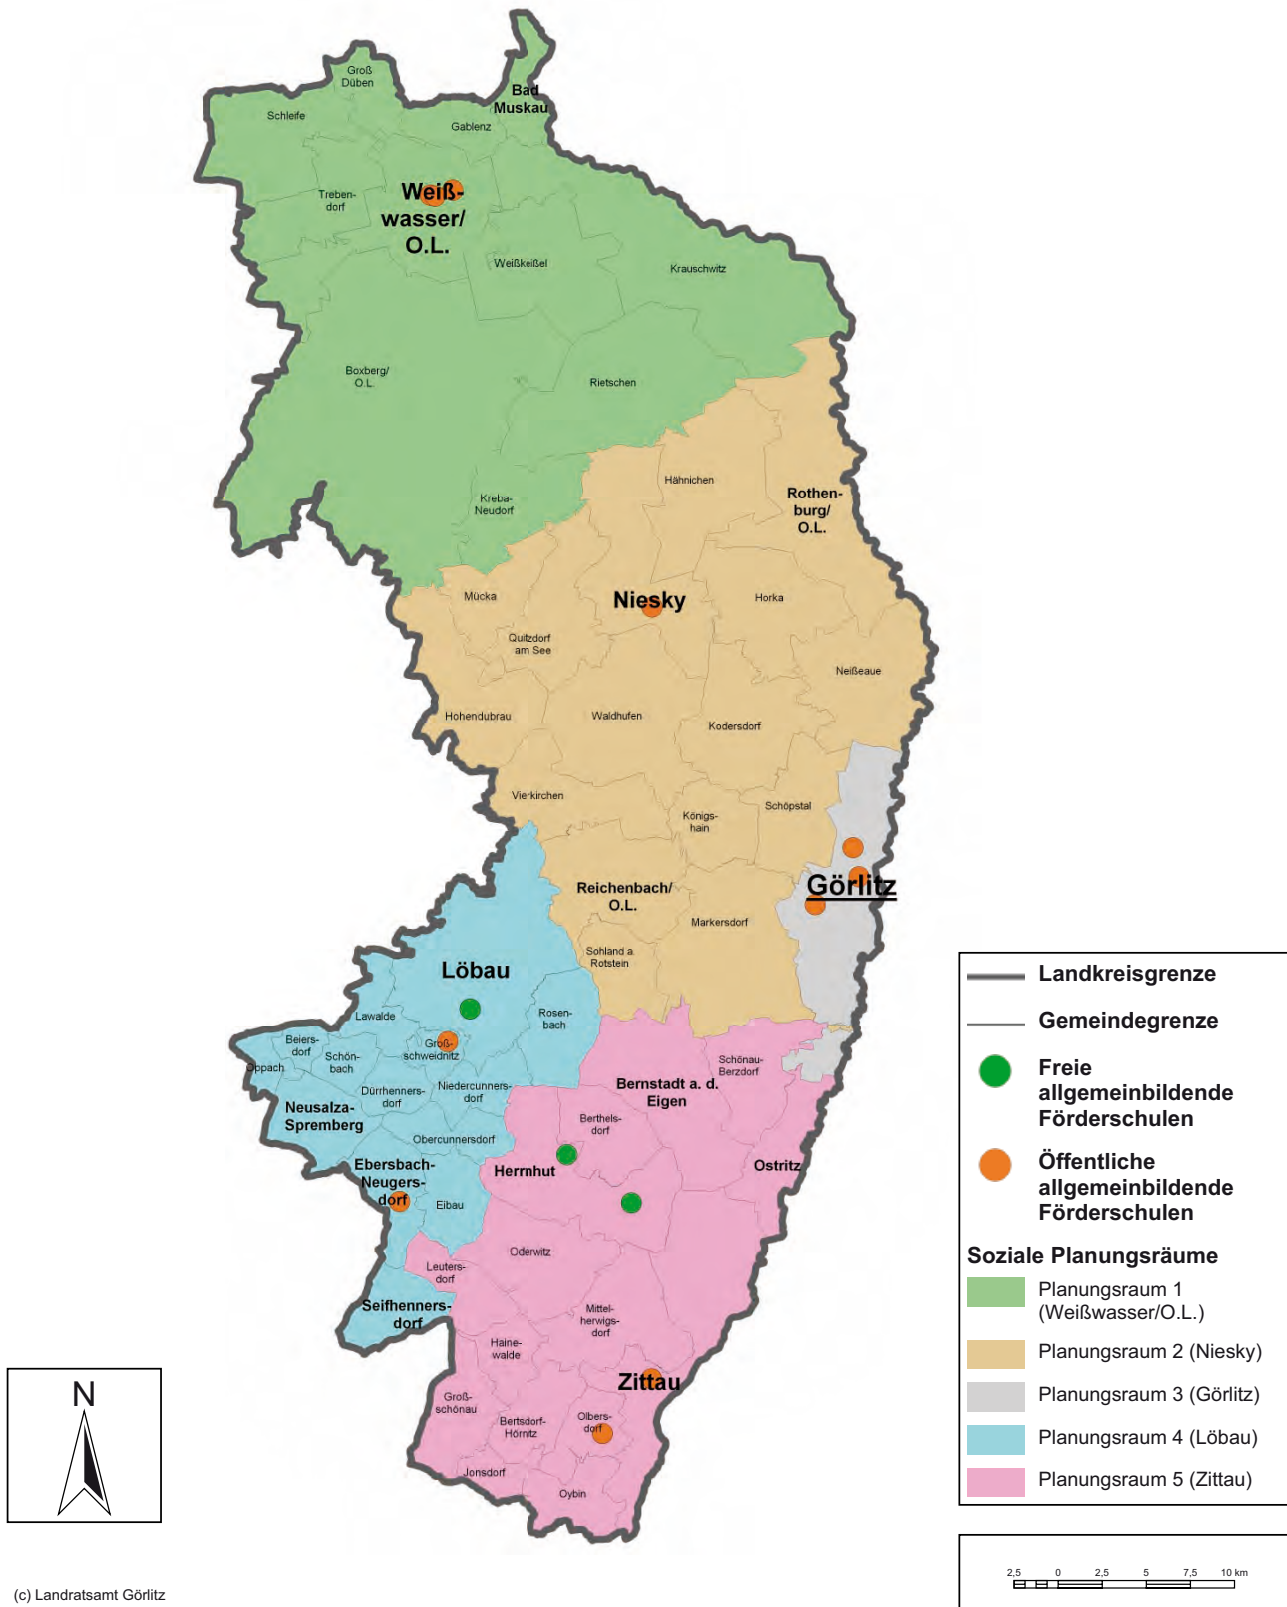 Groß
Düben
Bad
Muskau
Schleife
Gablenz
Treben-
dorf
Weiß-
wasser/
O.L.
Weißkeißel
Krauschwitz
Boxberg/
O.L.
Rietschen
Kreba-
Neudorf
Hähnichen
Rothen-
burg/
O.L.
Mücka
Niesky
Horka
Quitzdorf
am See
Neißeaue
Hohendubrau
Waldhufen
Kodersdorf
Vierkirchen
Königs-
hain
Schöpstal
Reichenbach/
O.L.
Görlitz
Markersdorf
Sohland a.
Rotstein
Löbau
Lawalde
Rosen-
bach
Beiers-
dorf
Groß-
schweidnitz
Oppach
Schön-
bach
Dürrhenners-
dorf
Niedercunners-
dorf
Schönau-
Berzdorf
Bernstadt a. d.
Eigen
Neusalza-
Spremberg
Obercunnersdorf
Berthels-
dorf
Ebersbach-
Neugers-
dorf
Herrnhut
Ostritz
Eibau
Oderwitz
Leuters-
dorf
Seifhenners-
dorf
Mittel-
herwigs-
dorf
Haine-
walde
Zittau
Groß-
schönau
Bertsdorf-
Hörnitz
Olbers-
dorf
Jonsdorf
Oybin
Landkreisgrenze
Gemeindegrenze
Freie
allgemeinbildende
Förderschulen
Öffentliche
allgemeinbildende
Förderschulen
Soziale Planungsräume
Planungsraum 1
(Weißwasser/O.L.)
Planungsraum 2 (Niesky)
Planungsraum 3 (Görlitz)
Planungsraum 4 (Löbau)
Planungsraum 5 (Zittau)
N
2,5 0 2,5 5 7,5 10 km
(c) Landratsamt Görlitz